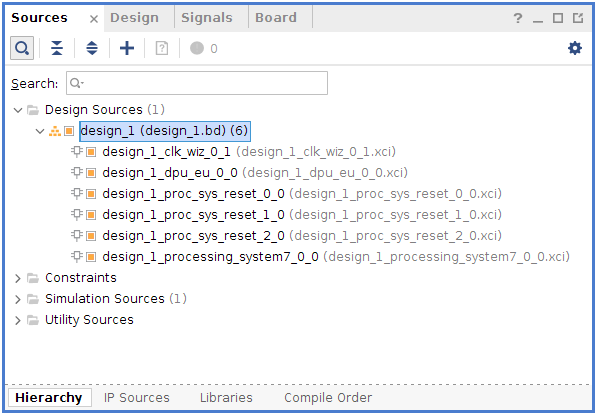 Sources × Design Signals Board ? _
0
Search:
Design Sources (1)
design_1 (design_1.bd) (6)
design_1_clk_wiz_0_1 (design_1_clk_wiz_0_1.xci)
design_1_dpu_eu_0_0 (design_1_dpu_eu_0_0.xci)
design_1_proc_sys_reset_0_0 (design_1_proc_sys_reset_0_0.xci)
design_1_proc_sys_reset_1_0 (design_1_proc_sys_reset_1_0.xci)
design_1_proc_sys_reset_2_0 (design_1_proc_sys_reset_2_0.xci)
design_1_processing_system7_0_0 (design_1_processing_system7_0_0.xci)
Constraints
Simulation Sources (1)
Utility Sources
Hierarchy IP Sources Libraries Compile Order